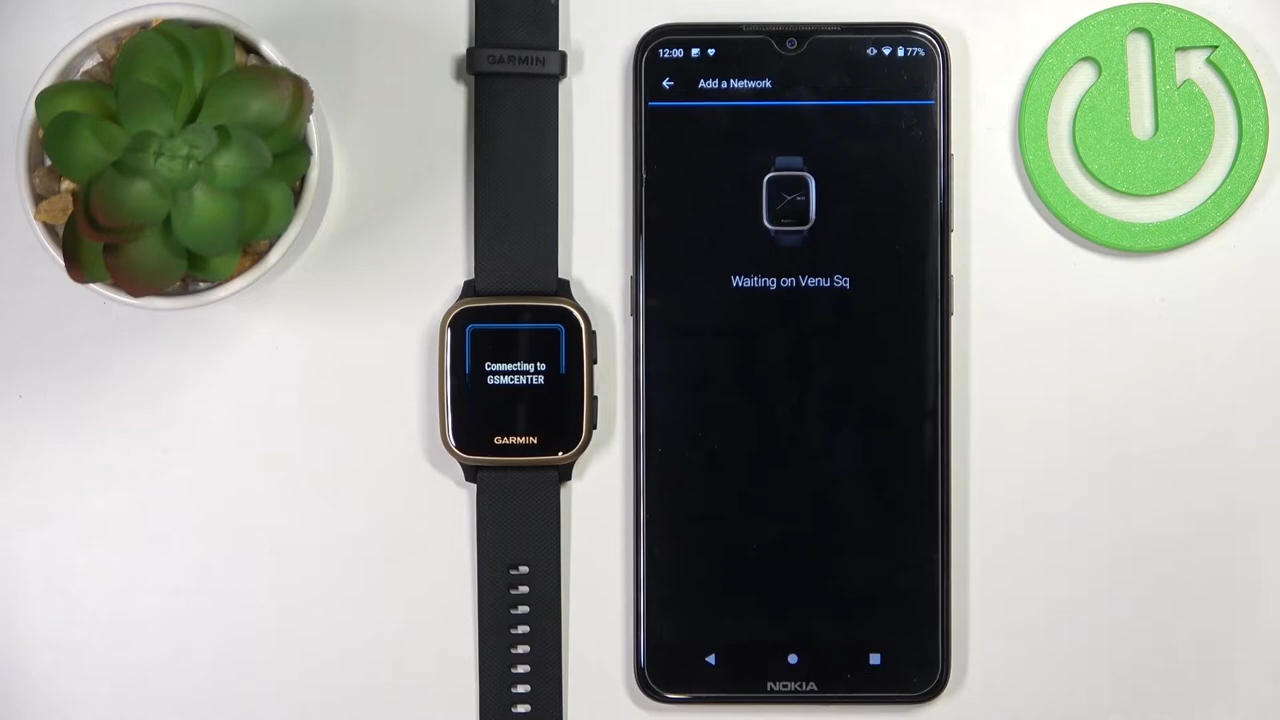 GARMIN
Connecting to
GSMCENTER
GARMIN
12:00
77%
Add a Network
Waiting on Venu Sq
NOKIA